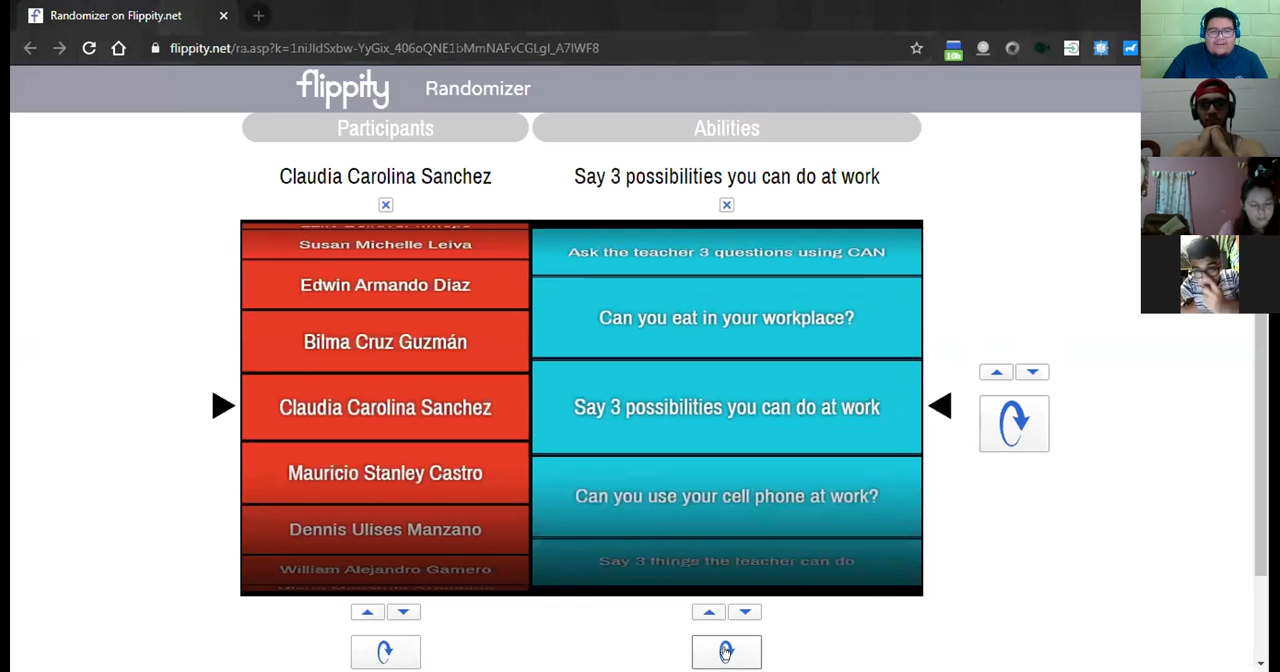 Randomizer on Flippity.net
flippity.net/ra.asp?k=1niJIdSxbw-YyGix_406oQNE1bMmNAFvCGLgI_A7IWF8
10h
flippity Randomizer
Participants
Abilities
Claudia Carolina Sanchez
Say 3 possibilities you can do at work
Susan Michelle Leiva
Edwin Armando Diaz
Bilma Cruz Guzmán
Claudia Carolina Sanchez
Mauricio Stanley Castro
Dennis Ulises Manzano
William Alejandro Gamero
Ask the teacher 3 questions using CAN
Can you eat in your workplace?
Say 3 possibilities you can do at work
Can you use your cell phone at work?
Say 3 things the teacher can do